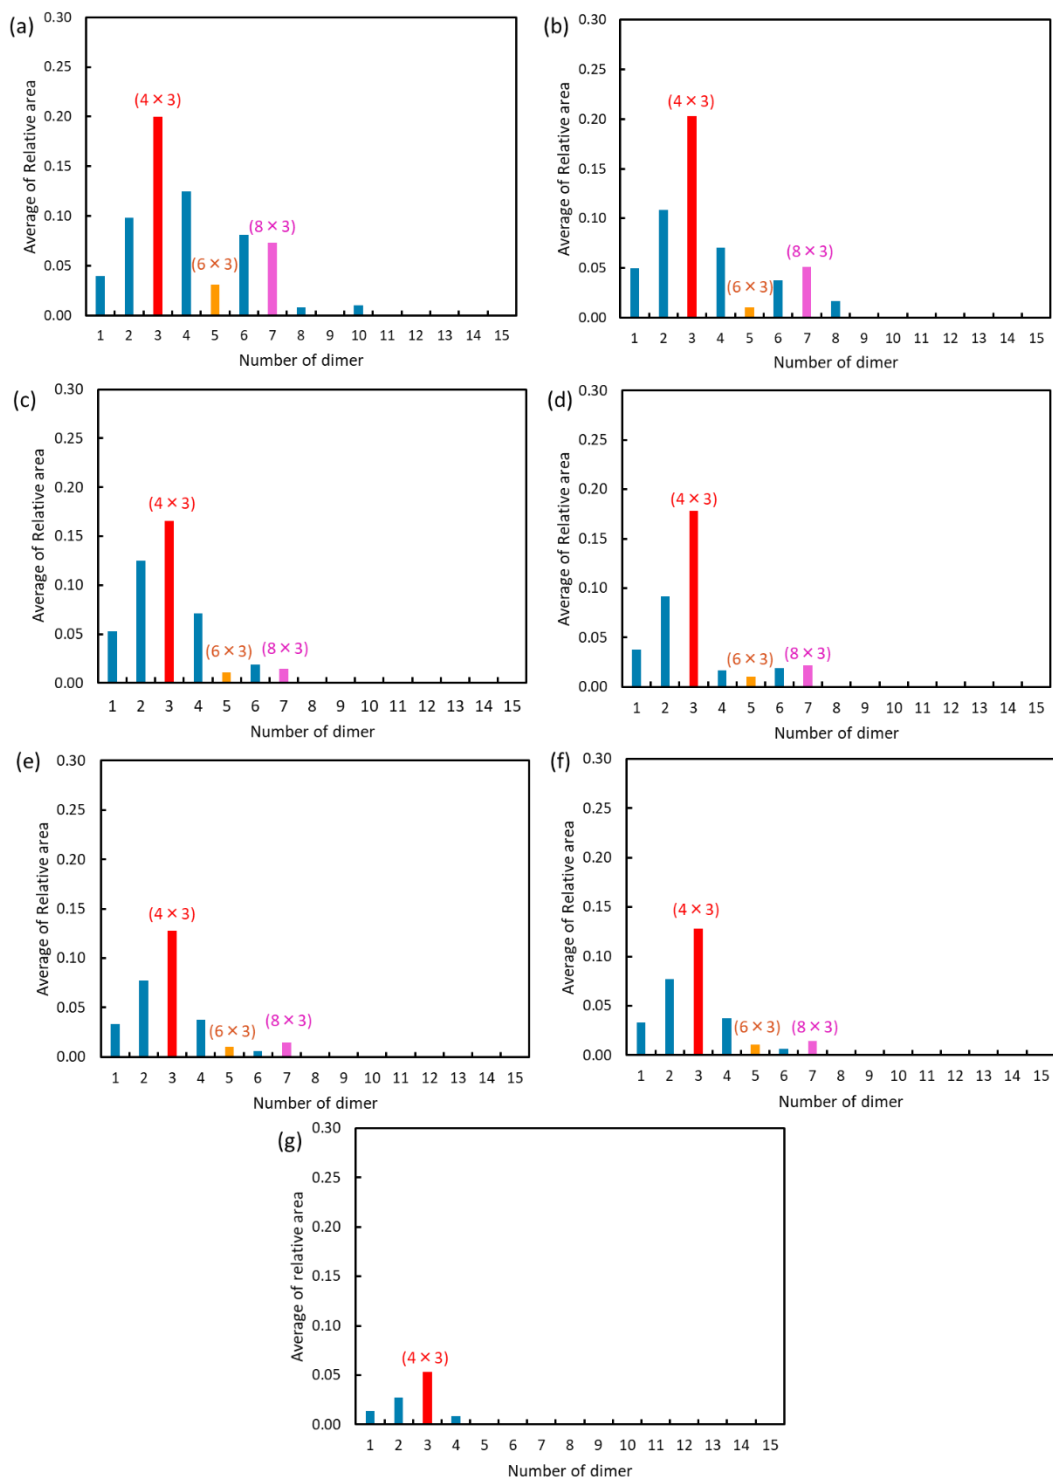 (a)
Average of Relative area
0.30
0.25
0.20
0.15
0.10
0.05
0.00
(4 × 3)
(6 × 3)
(8 × 3)
1 2 3 4 5 6 7 8 9 10 11 12 13 14 15
Number of dimer
(b)
Average of Relative area
0.30
0.25
0.20
0.15
0.10
0.05
0.00
(4 × 3)
(6 × 3)
(8 × 3)
1 2 3 4 5 6 7 8 9 10 11 12 13 14 15
Number of dimer
(c)
Average of Relative area
0.30
0.25
0.20
0.15
0.10
0.05
0.00
(4 × 3)
(6 × 3)
(8 × 3)
1 2 3 4 5 6 7 8 9 10 11 12 13 14 15
Number of dimer
(d)
Average of Relative area
0.30
0.25
0.20
0.15
0.10
0.05
0.00
(4 × 3)
(6 × 3)
(8 × 3)
1 2 3 4 5 6 7 8 9 10 11 12 13 14 15
Number of dimer
(e)
Average of Relative area
0.30
0.25
0.20
0.15
0.10
0.05
0.00
(4 × 3)
(6 × 3)
(8 × 3)
1 2 3 4 5 6 7 8 9 10 11 12 13 14 15
Number of dimer
(f)
Average of Relative area
0.30
0.25
0.20
0.15
0.10
0.05
0.00
(4 × 3)
(6 × 3)
(8 × 3)
1 2 3 4 5 6 7 8 9 10 11 12 13 14 15
Number of dimer
(g)
Average of relative area
0.30
0.25
0.20
0.15
0.10
0.05
0.00
(4 × 3)
1 2 3 4 5 6 7 8 9 10 11 12 13 14 15
Number of dimer